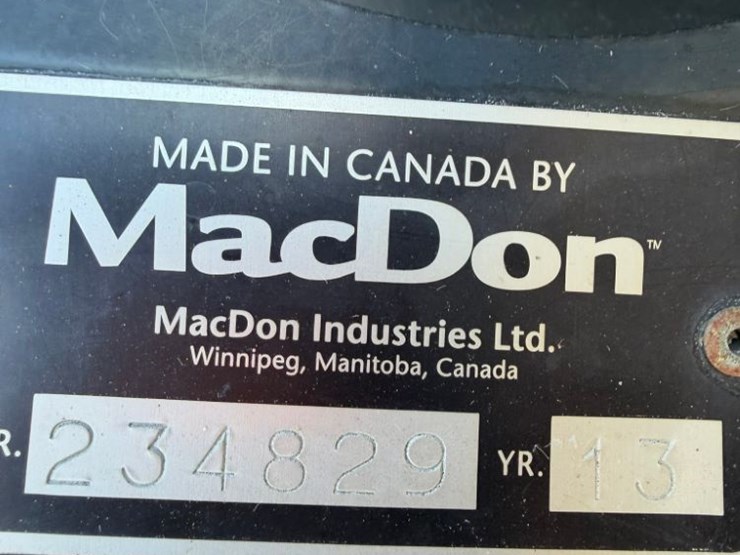 MADE IN CANADA BY
MacDon™
MacDon Industries Ltd.
Winnipeg, Manitoba, Canada
R. 234829 YR. 13